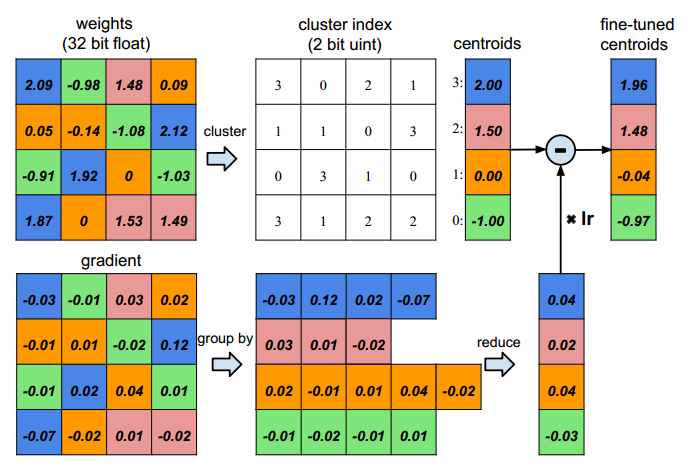 weights
(32 bit float)
cluster index
(2 bit uint)
centroids
fine-tuned
centroids
2.09 -0.98 1.48 0.09
3 0 2 1
3: 2.00
1.96
0.05 -0.14 -1.08 2.12
cluster
1 1 0 3
2: 1.50
1.48
-0.91 1.92 0 -1.03
0 3 1 0
1: 0.00
-0.04
1.87 0 1.53 1.49
3 1 2 2
0: -1.00
-0.97
-
× lr
gradient
-0.03 -0.01 0.03 0.02
-0.03 0.12 0.02 -0.07
0.04
-0.01 0.01 -0.02 0.12
group by
0.03 0.01 -0.02
reduce
0.02
-0.01 0.02 0.04 0.01
0.02 -0.01 0.01 0.04 -0.02
0.04
-0.07 -0.02 0.01 -0.02
-0.01 -0.02 -0.01 0.01
-0.03